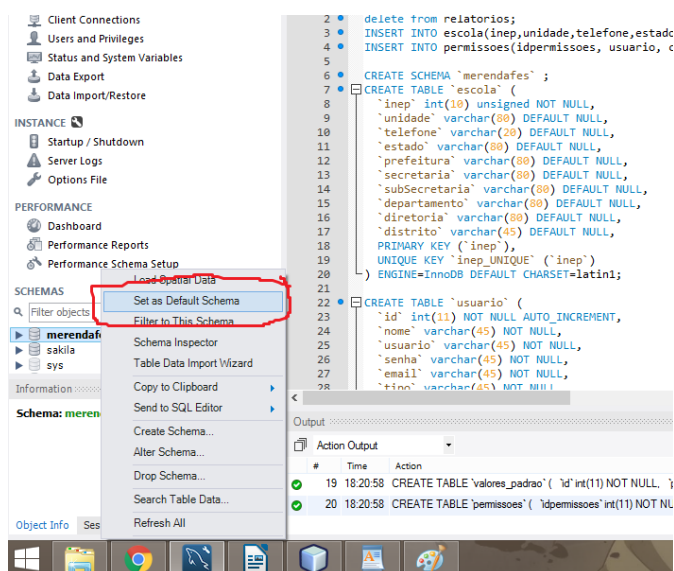 Client Connections
Users and Privileges
Status and System Variables
Data Export
Data Import/Restore
INSTANCE
Startup / Shutdown
Server Logs
Options File
PERFORMANCE
Dashboard
Performance Reports
Performance Schema Setup
SCHEMAS
Filter objects
merendafe
sakila
sys
Information
Schema: meren
Object Info Ses
Load Spatial Data
Set as Default Schema
Filter to This Schema
Schema Inspector
Table Data Import Wizard
Copy to Clipboard
Send to SQL Editor
Create Schema...
Alter Schema...
Drop Schema...
Search Table Data...
Refresh All
2 delete from relatorios;
3 INSERT INTO escola(inep,unidade,telefone,estado
4 INSERT INTO permissoes(idpermissoes, usuario, c
5
6 CREATE SCHEMA `merendafes` ;
7 CREATE TABLE `escola` (
8 `inep` int(10) unsigned NOT NULL,
9 `unidade` varchar(80) DEFAULT NULL,
10 `telefone` varchar(20) DEFAULT NULL,
11 `estado` varchar(80) DEFAULT NULL,
12 `prefeitura` varchar(80) DEFAULT NULL,
13 `secretaria` varchar(80) DEFAULT NULL,
14 `subSecretaria` varchar(80) DEFAULT NULL,
15 `departamento` varchar(80) DEFAULT NULL,
16 `diretoria` varchar(80) DEFAULT NULL,
17 `distrito` varchar(45) DEFAULT NULL,
18 PRIMARY KEY (`inep`),
19 UNIQUE KEY `inep_UNIQUE` (`inep`)
20 ) ENGINE=InnoDB DEFAULT CHARSET=latin1;
21
22 CREATE TABLE `usuario` (
23 `id` int(11) NOT NULL AUTO_INCREMENT,
24 `nome` varchar(45) NOT NULL,
25 `usuario` varchar(45) NOT NULL,
26 `senha` varchar(45) NOT NULL,
27 `email` varchar(45) NOT NULL,
28 `tipo` varchar(45) NOT NULL
Output
Action Output
# Time Action
19 18:20:58 CREATE TABLE `valores_padrao` ( `id` int(11) NOT NULL, `p
20 18:20:58 CREATE TABLE `permissoes` ( `idpermissoes` int(11) NOT NU